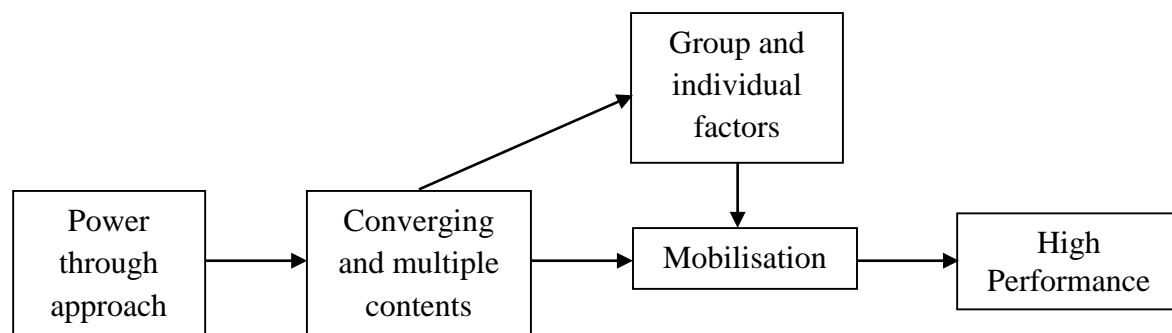 Group and
individual
factors
Power
through
approach
Converging
and multiple
contents
Mobilisation
High
Performance